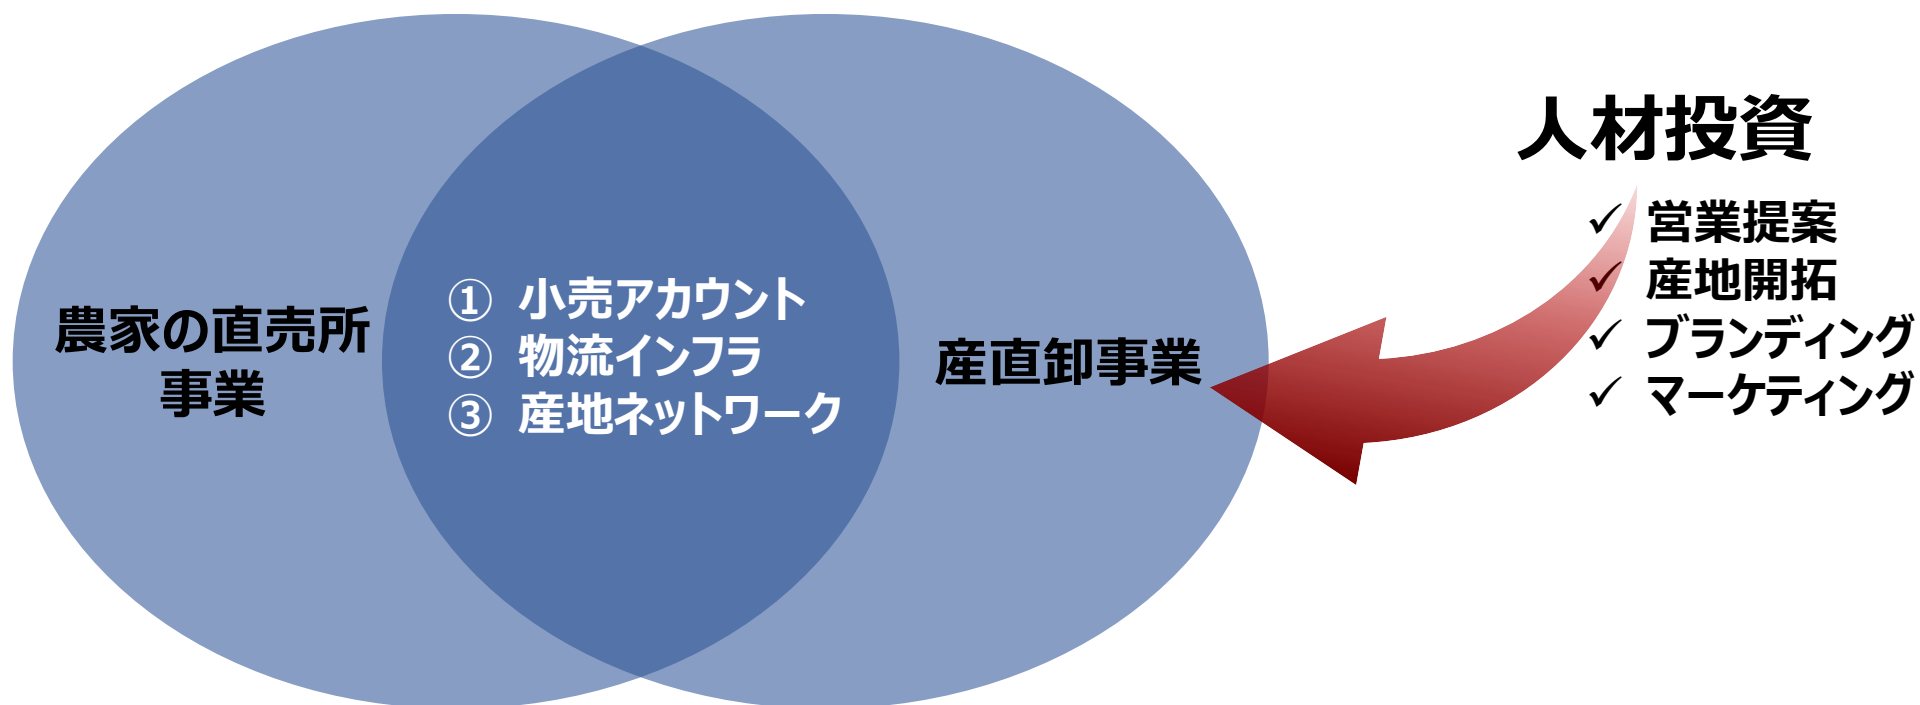 農家の直売所
事業
① 小売アカウント
② 物流インフラ
③ 産地ネットワーク
産直卸事業
人材投資
✓ 営業提案
✓ 産地開拓
✓ ブランディング
✓ マーケティング